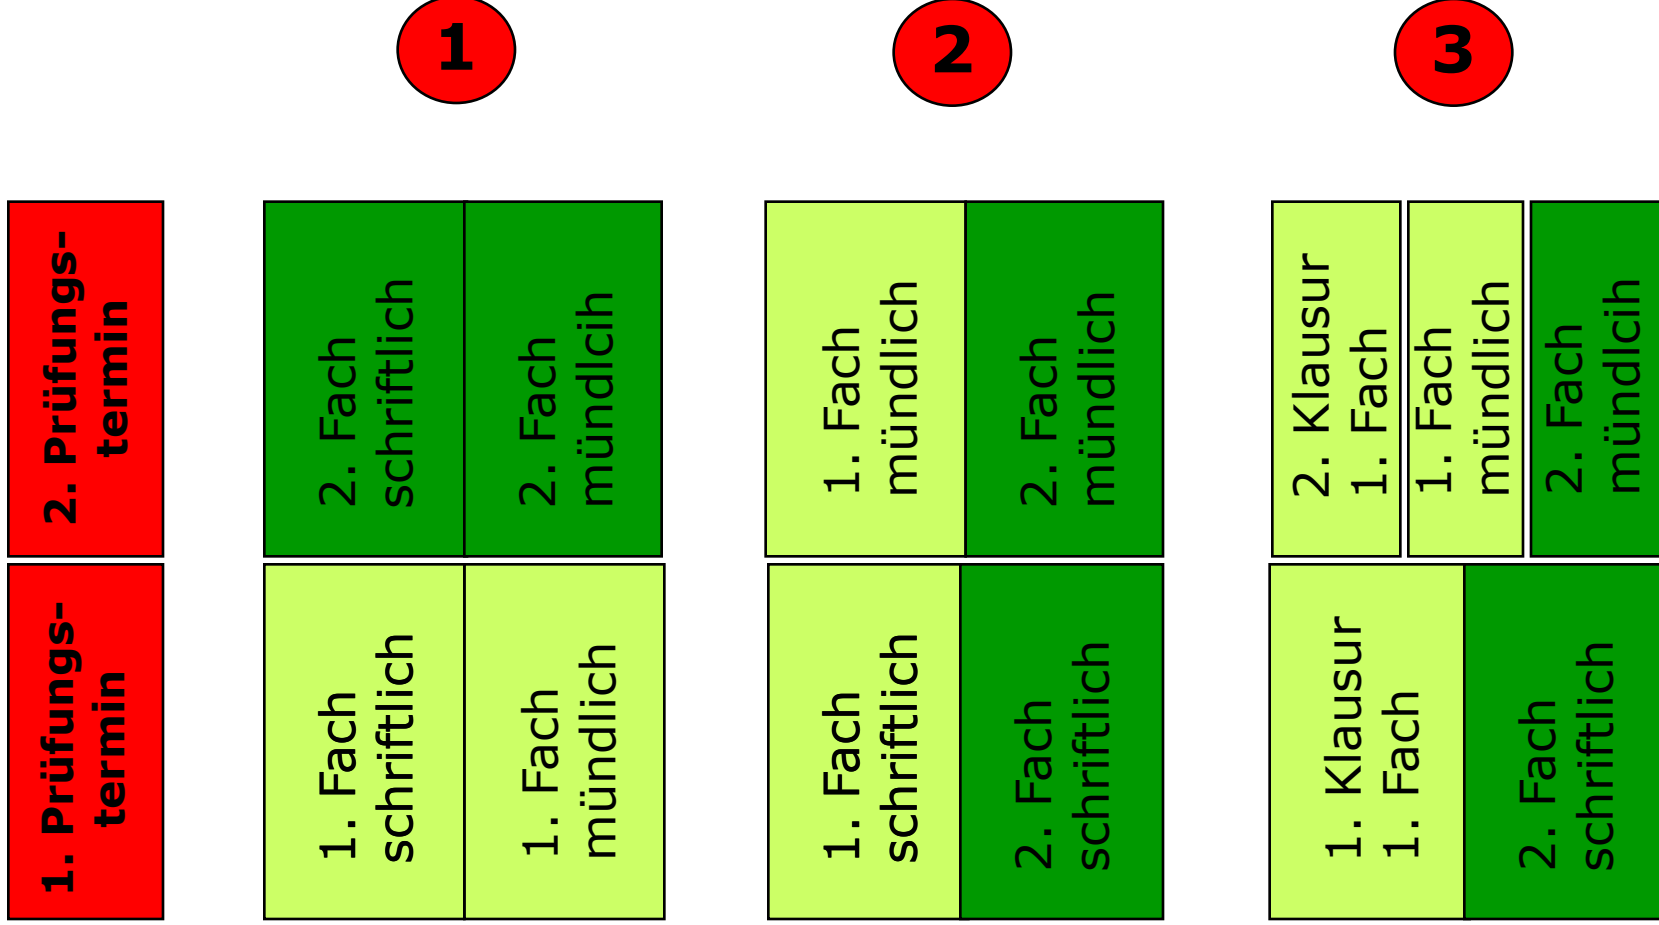 1
2
3
2. Prüfungs-
termin
2. Fach
schriftlich
2. Fach
mündlcih
1. Fach
mündlich
2. Fach
mündlich
2. Klausur
1. Fach
1. Fach
mündlich
2. Fach
mündlcih
1. Prüfungs-
termin
1. Fach
schriftlich
1. Fach
mündlich
1. Fach
schriftlich
2. Fach
schriftlich
1. Klausur
1. Fach
2. Fach
schriftlich